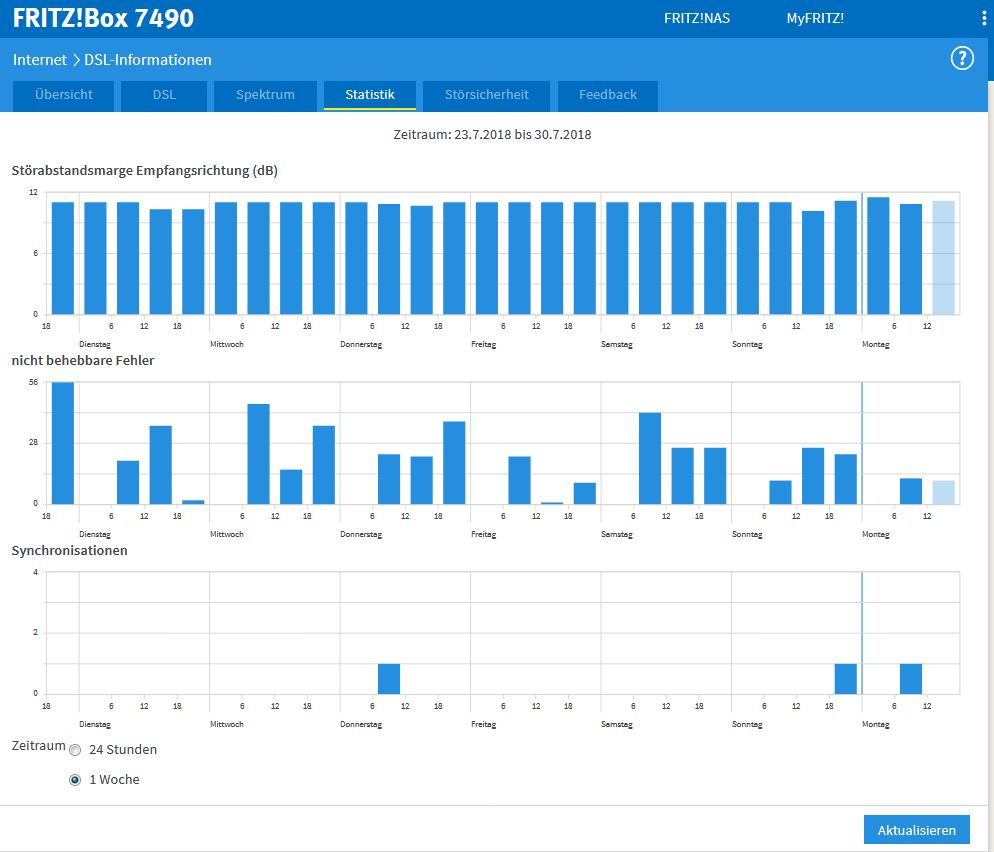 FRITZ!Box 7490 FRITZ!NAS MyFRITZ!
Internet > DSL-Informationen ?
Übersicht DSL Spektrum Statistik Störsicherheit Feedback
Zeitraum: 23.7.2018 bis 30.7.2018
Störabstandsmarge Empfangsrichtung (dB)
12
6
0
18 6 12 18 6 12 18 6 12 18 6 12 18 6 12 18 6 12 18 6 12
Dienstag Mittwoch Donnerstag Freitag Samstag Sonntag Montag
nicht behebbare Fehler
56
28
0
18 6 12 18 6 12 18 6 12 18 6 12 18 6 12 18 6 12 18 6 12
Dienstag Mittwoch Donnerstag Freitag Samstag Sonntag Montag
Synchronisationen
4
2
0
18 6 12 18 6 12 18 6 12 18 6 12 18 6 12 18 6 12 18 6 12
Dienstag Mittwoch Donnerstag Freitag Samstag Sonntag Montag
Zeitraum 24 Stunden
1 Woche
Aktualisieren